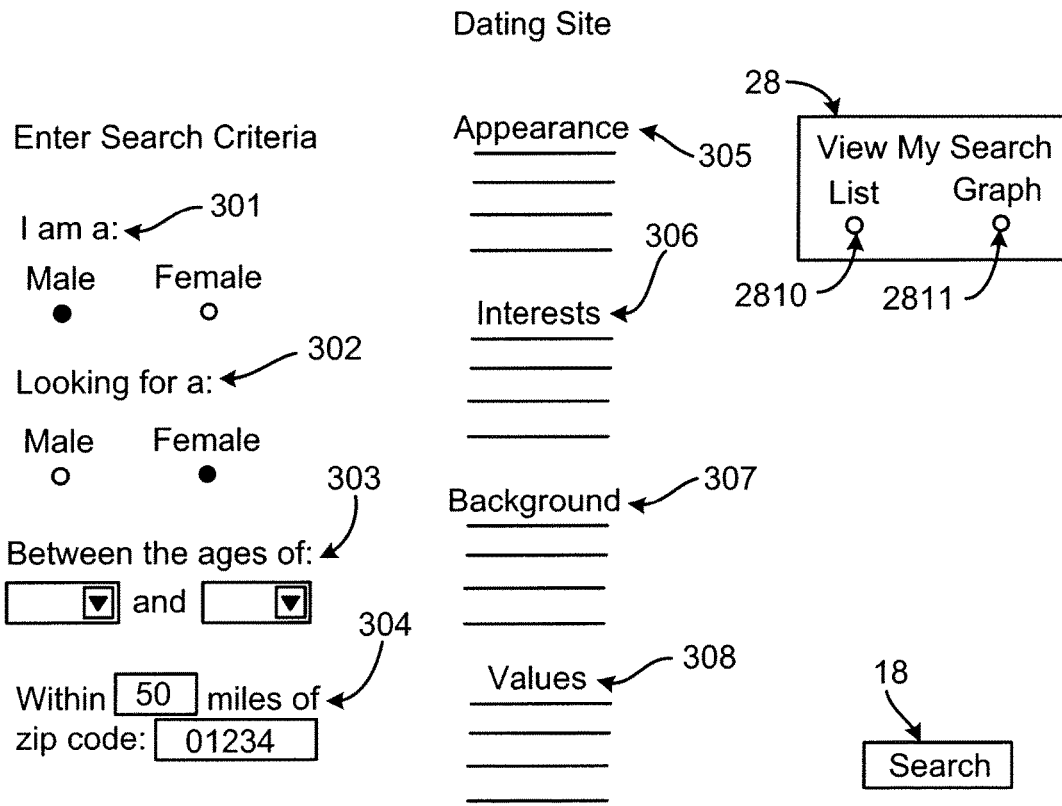 Dating Site
Enter Search Criteria
I am a:
301
Male Female
Looking for a:
302
Male Female
Between the ages of:
303
and
304
Within 50 miles of
zip code: 01234
Appearance
305
Interests
306
Background
307
Values
308
28
View My Search
List Graph
2810 2811
18
Search